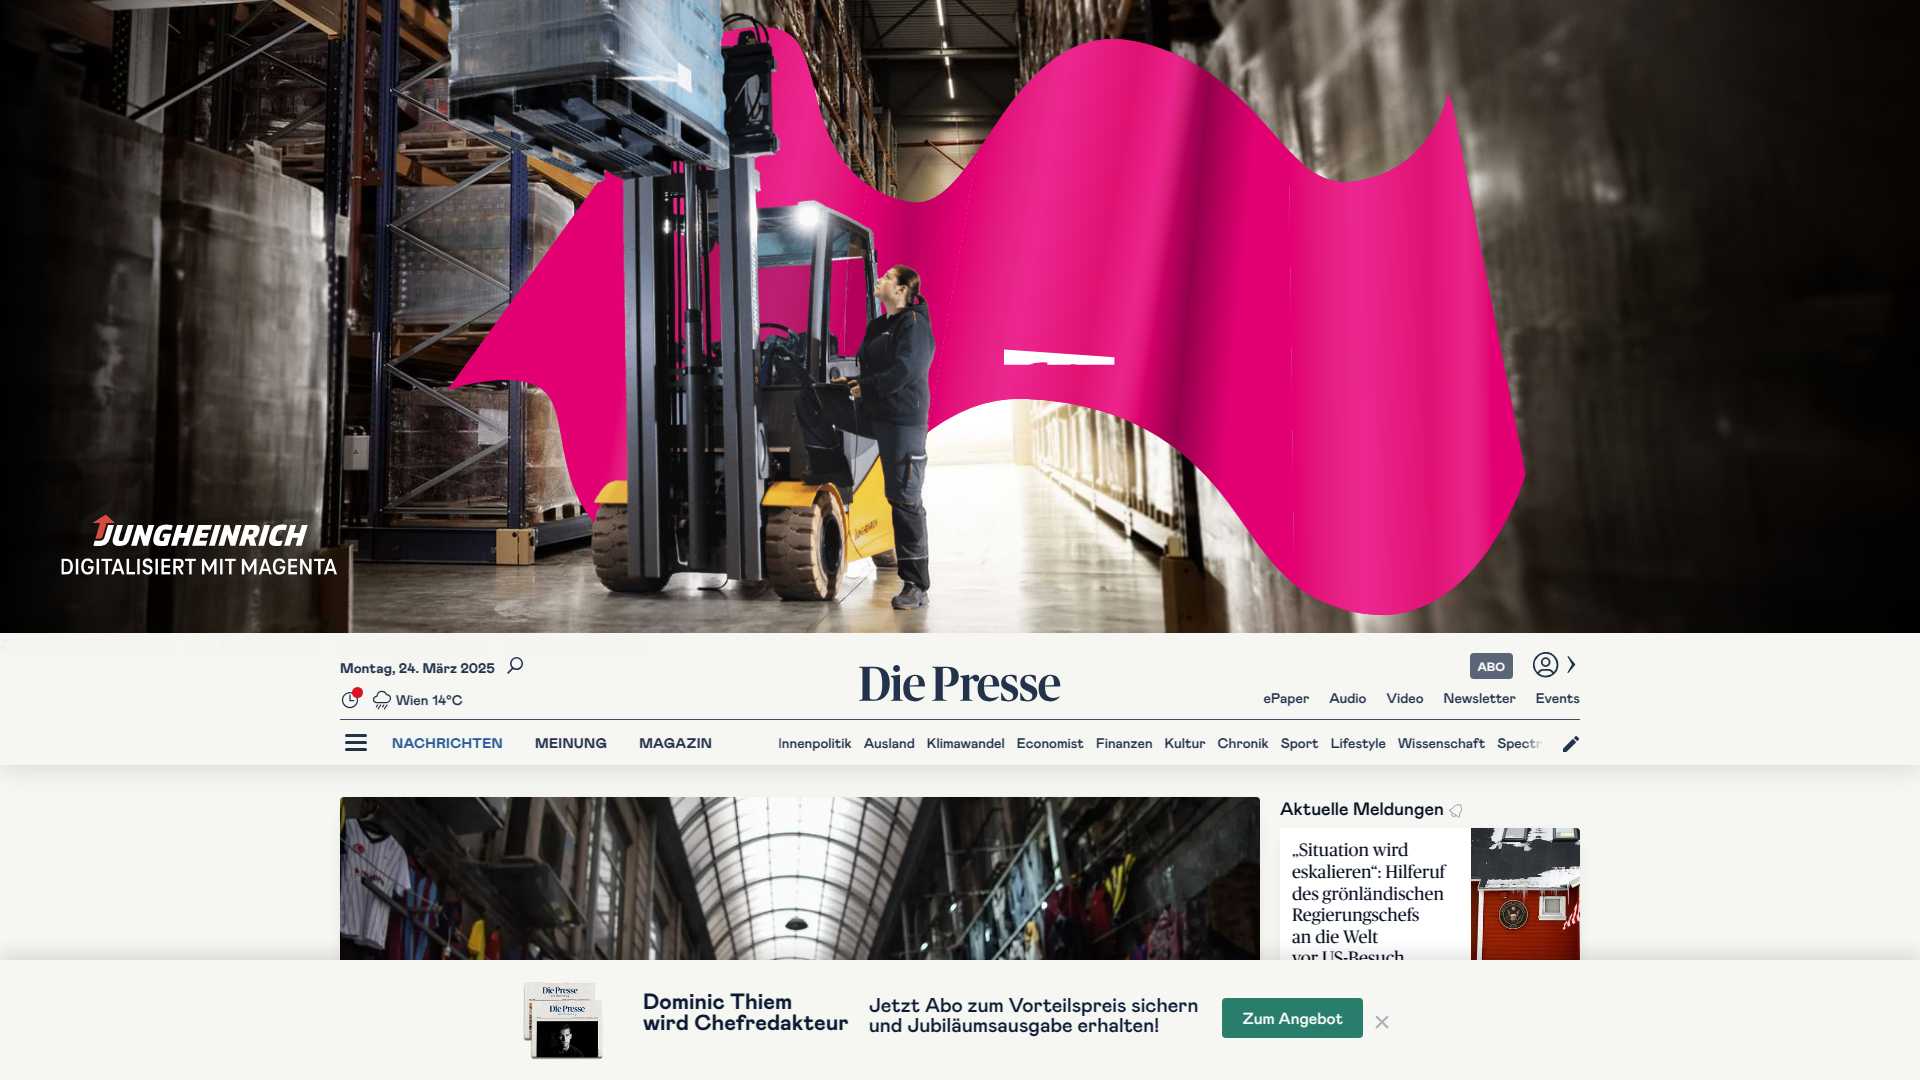 JUNGHEINRICH
DIGITALISIERT MIT MAGENTA
Montag, 24. März 2025
Wien 14°C
Die Presse
ABO
ePaper Audio Video Newsletter Events
NACHRICHTEN MEINUNG MAGAZIN
Innenpolitik Ausland Klimawandel Economist Finanzen Kultur Chronik Sport Lifestyle Wissenschaft Spectr
Aktuelle Meldungen
„Situation wird
eskalieren“: Hilferuf
des grönländischen
Regierungschefs
an die Welt
vor US-Besuch
Die Presse
Die Presse
Dominic Thiem
wird Chefredakteur
Jetzt Abo zum Vorteilspreis sichern
und Jubiläumsausgabe erhalten!
Zum Angebot